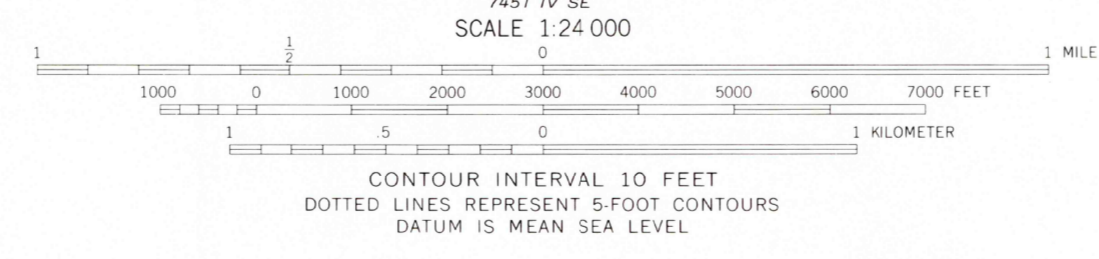 7451 IV SE
SCALE 1:24 000
1 1/2 0 1 MILE
1000 0 1000 2000 3000 4000 5000 6000 7000 FEET
1 .5 0 1 KILOMETER
CONTOUR INTERVAL 10 FEET
DOTTED LINES REPRESENT 5-FOOT CONTOURS
DATUM IS MEAN SEA LEVEL